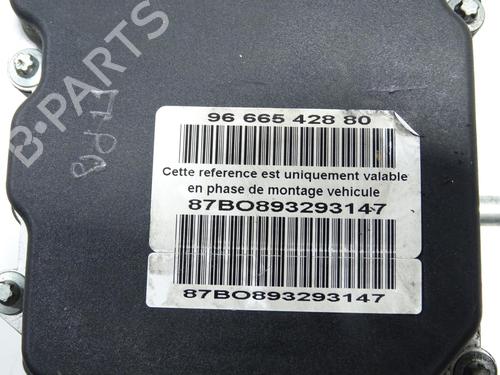 B-PARTS
96 665 428 80
Cette reference est uniquement valable
en phase de montage vehicule
87BO893293147
87BO893293147